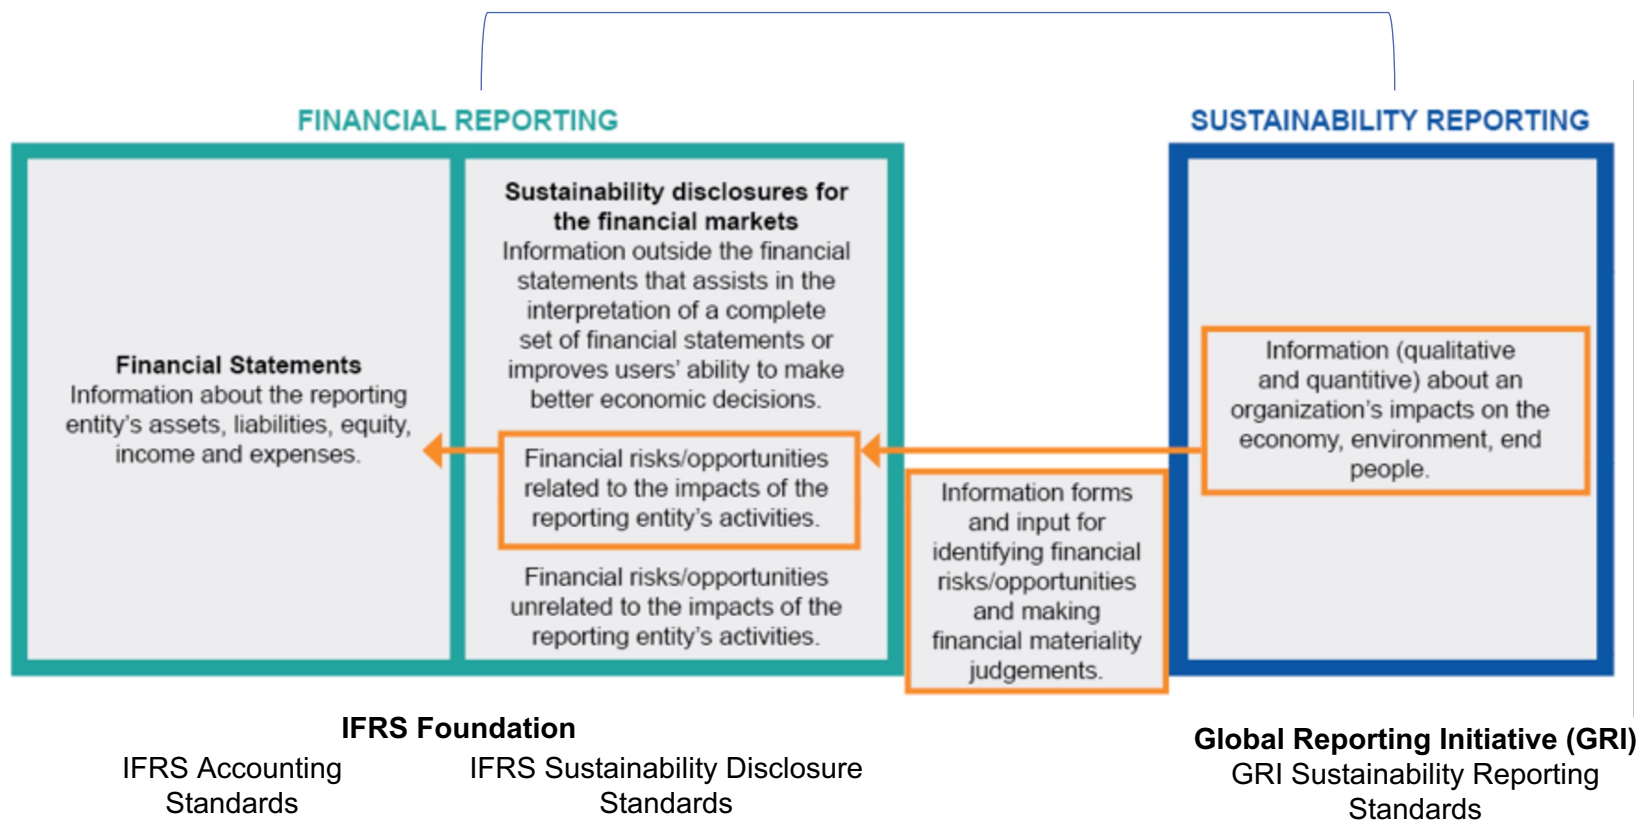 FINANCIAL REPORTING
Financial Statements
Information about the reporting
entity's assets, liabilities, equity,
income and expenses.
Sustainability disclosures for
the financial markets
Information outside the financial
statements that assists in the
interpretation of a complete
set of financial statements or
improves users' ability to make
better economic decisions.
Financial risks/opportunities
related to the impacts of the
reporting entity's activities.
Financial risks/opportunities
unrelated to the impacts of the
reporting entity's activities.
Information forms
and input for
identifying financial
risks/opportunities
and making
financial materiality
judgements.
SUSTAINABILITY REPORTING
Information (qualitative
and quantitive) about an
organization's impacts on the
economy, environment, end
people.
IFRS Foundation
IFRS Accounting
Standards
IFRS Sustainability Disclosure
Standards
Global Reporting Initiative (GRI)
GRI Sustainability Reporting
Standards